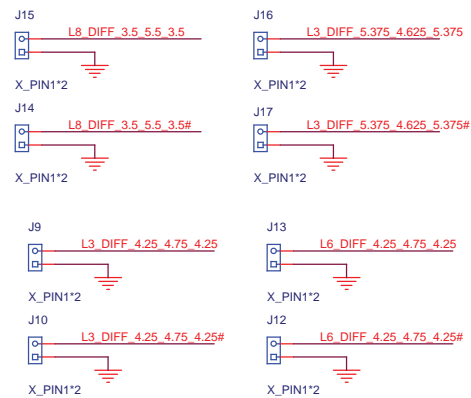 J15
L8_DIFF_3.5_5.5_3.5
X_PIN1*2
J16
L3_DIFF_5.375_4.625_5.375
X_PIN1*2
J14
L8_DIFF_3.5_5.5_3.5#
X_PIN1*2
J17
L3_DIFF_5.375_4.625_5.375#
X_PIN1*2
J9
L3_DIFF_4.25_4.75_4.25
X_PIN1*2
J13
L6_DIFF_4.25_4.75_4.25
X_PIN1*2
J10
L3_DIFF_4.25_4.75_4.25#
X_PIN1*2
J12
L6_DIFF_4.25_4.75_4.25#
X_PIN1*2